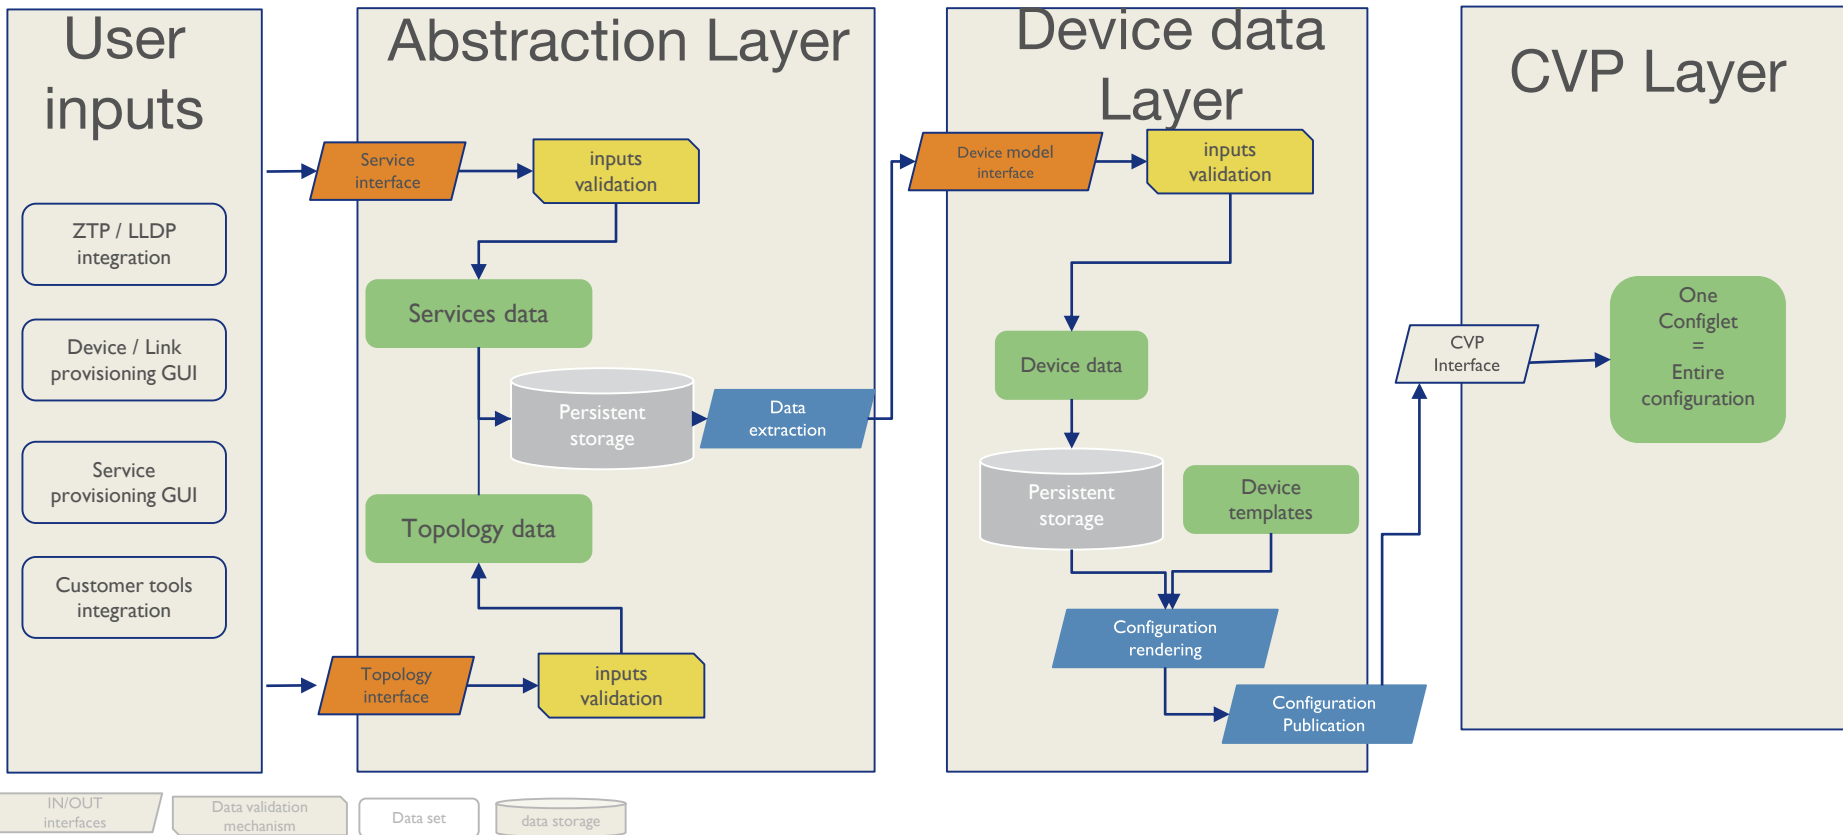 User
inputs
Abstraction Layer
Device data
Layer
CVP Layer
ZTP / LLDP
integration
Device / Link
provisioning GUI
Service
provisioning GUI
Customer tools
integration
Service
interface
inputs
validation
Services data
Persistent
storage
Data
extraction
Topology data
Topology
interface
inputs
validation
Device model
interface
inputs
validation
Device data
Persistent
storage
Device
templates
Configuration
rendering
Configuration
Publication
CVP
Interface
One
Configlet
=
Entire
configuration
IN/OUT
interfaces
Data validation
mechanism
Data set
data storage